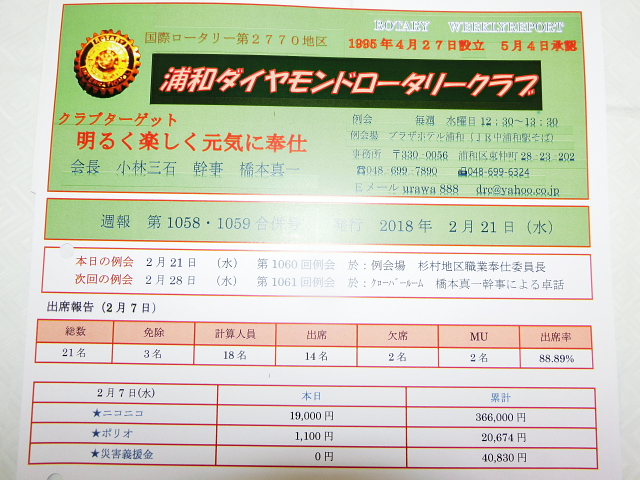 ROTARY WEEKLYREPORT
国際ロータリー第2770地区
1995年4月27日設立 5月4日承認
浦和ダイヤモンドロータリークラブ
クラブターゲット
明るく楽しく元気に奉仕
会長 小林三石 幹事 橋本真一
例会 毎週 水曜日12:30~13:30
例会場 プラザホテル浦和(JR中浦和駅そば)
事務所 〒330-0056 浦和区東仲町28-23-202
☎048-699-7890 048-699-6324
Eメール urawa888 drc@yahoo.co.jp
週報 第1058・1059合併号 発行 2018年 2月21日(水)
本日の例会 2月21日 (水) 第1060回例会 於:例会場 杉村地区職業奉仕委員長
次回の例会 2月28日 (水) 第1061回例会 於:クローバールーム 橋本真一幹事による卓話
出席報告(2月7日)
総数 免除 計算人員 出席 欠席 MU 出席率
21名 3名 18名 14名 2名 2名 88.89%
2月7日(水) 本日 累計
★ニコニコ 19,000円 366,000円
★ポリオ 1,100円 20,674円
★災害義援金 0円 40,830円